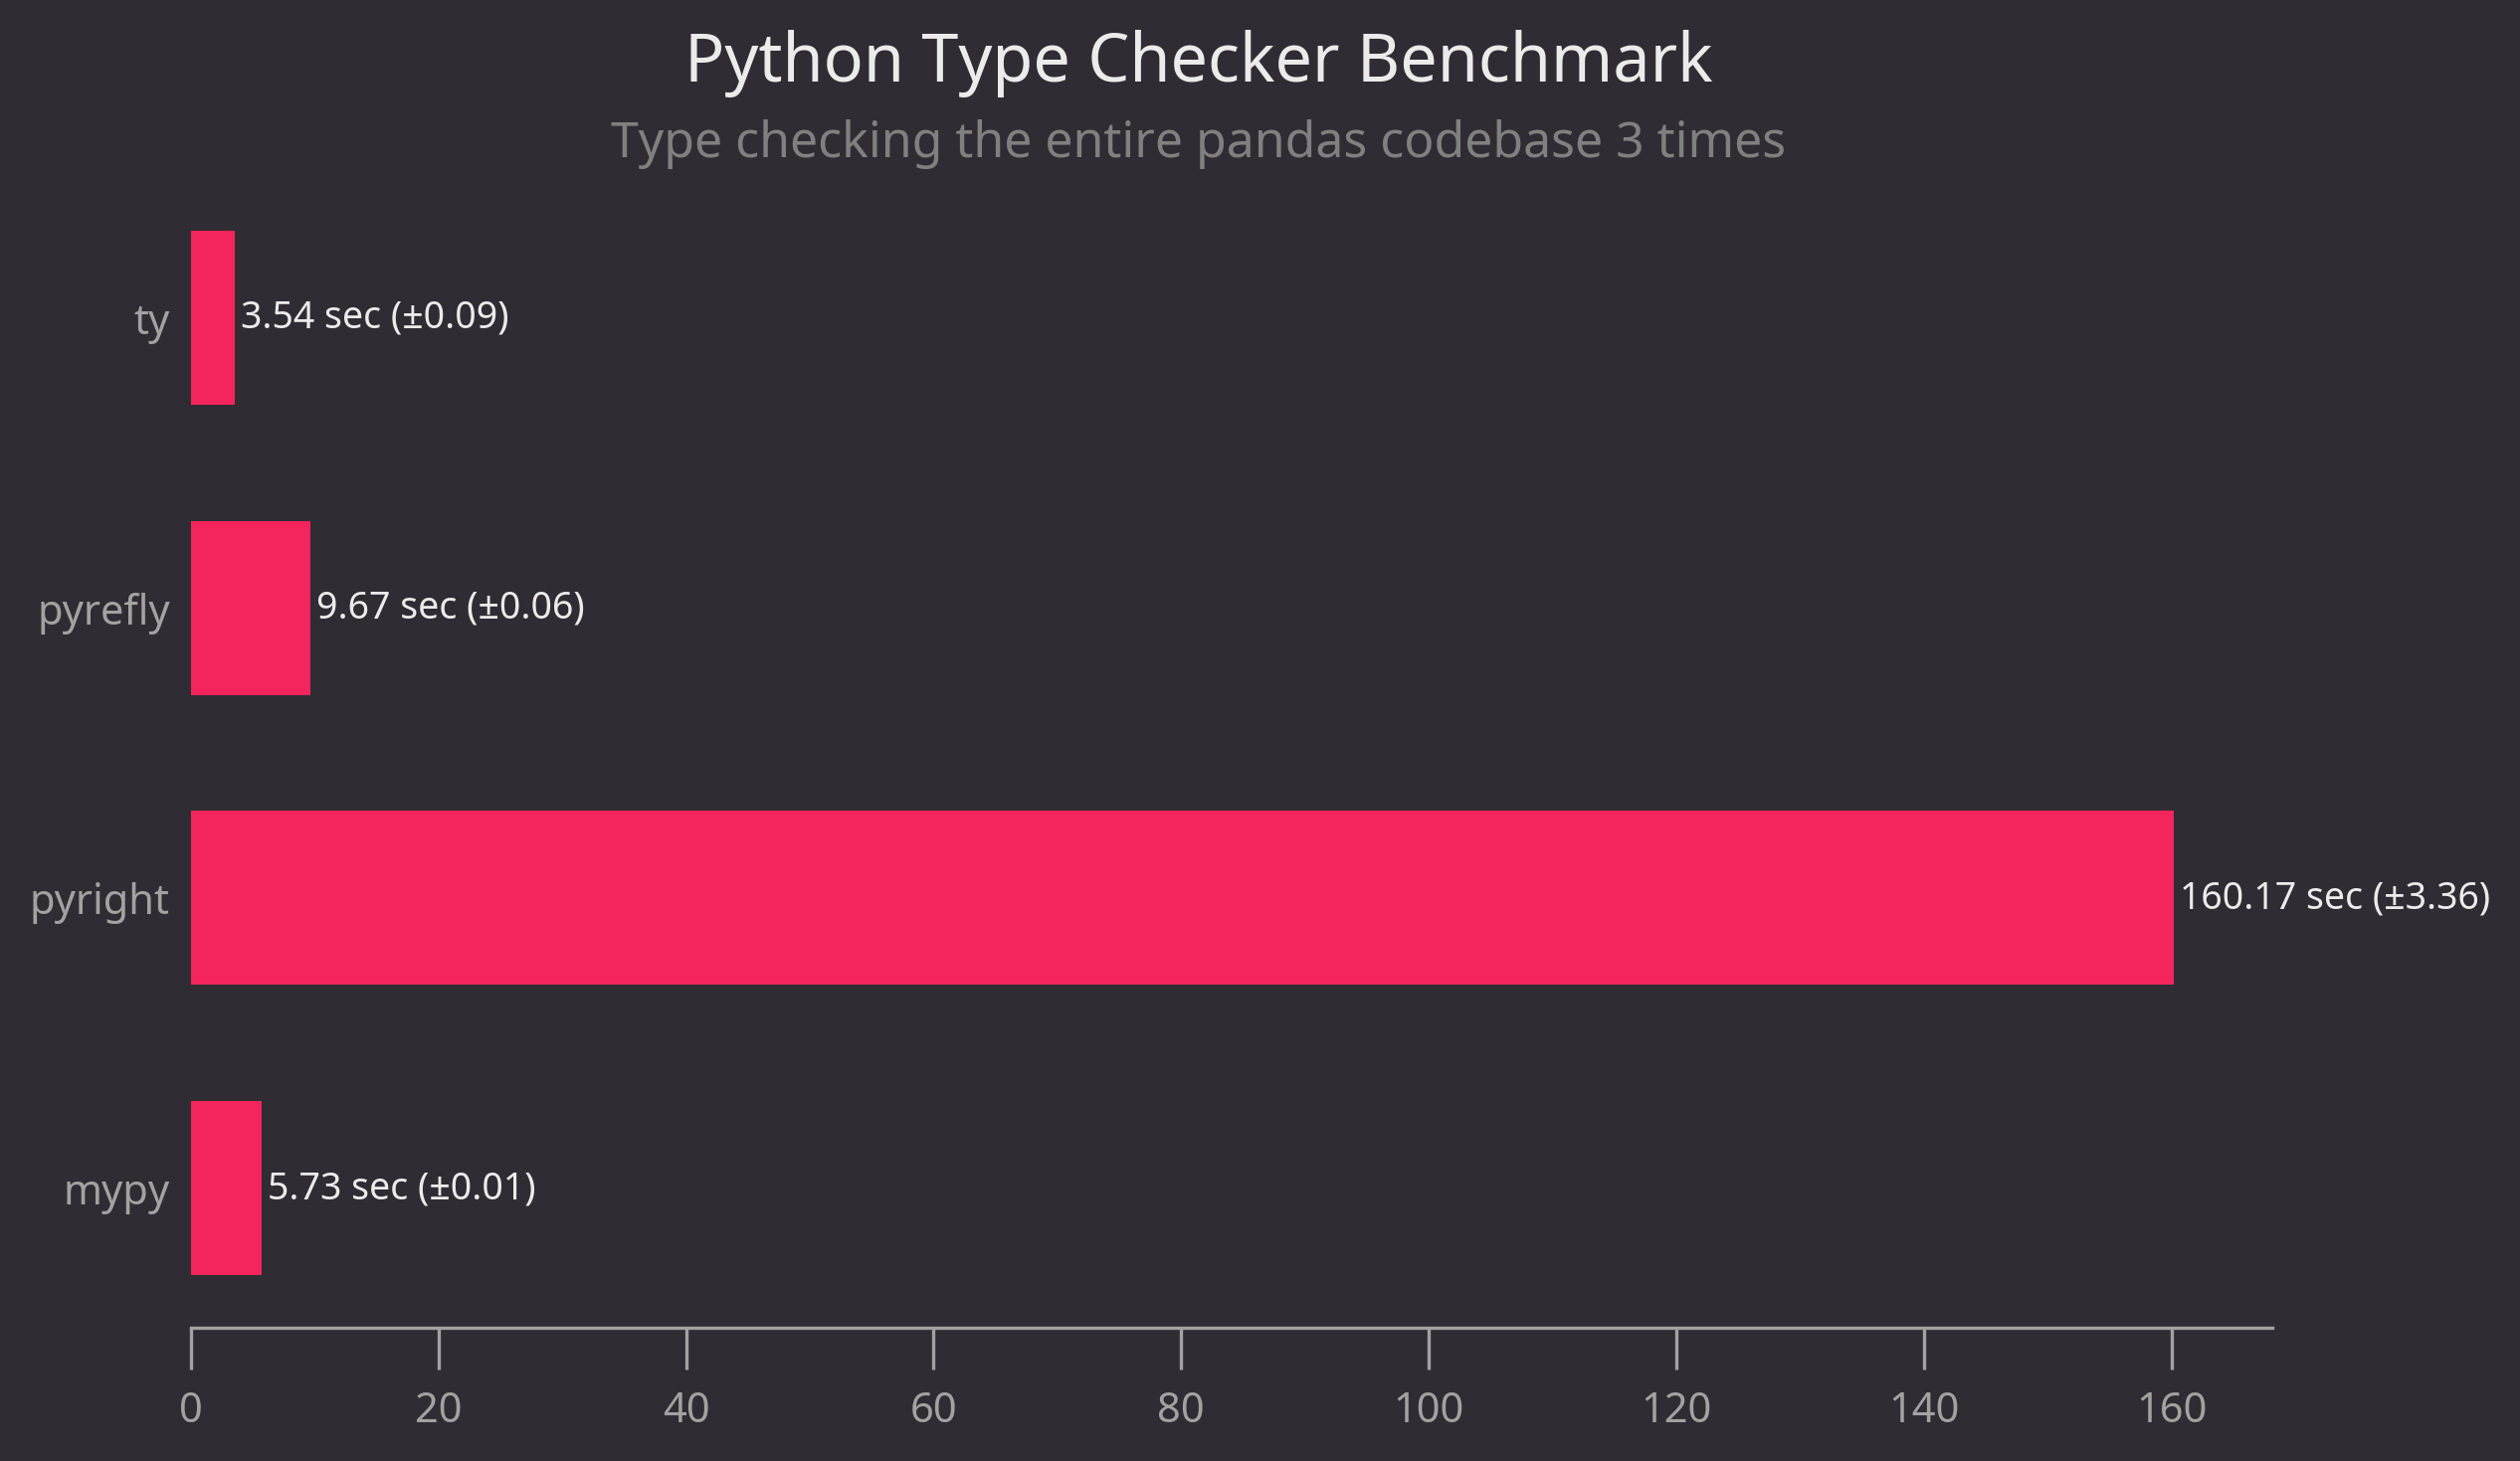 Python Type Checker Benchmark
Type checking the entire pandas codebase 3 times
ty 3.54 sec (±0.09)
pyrefly 9.67 sec (±0.06)
pyright 160.17 sec (±3.36)
mypy 5.73 sec (±0.01)
0 20 40 60 80 100 120 140 160